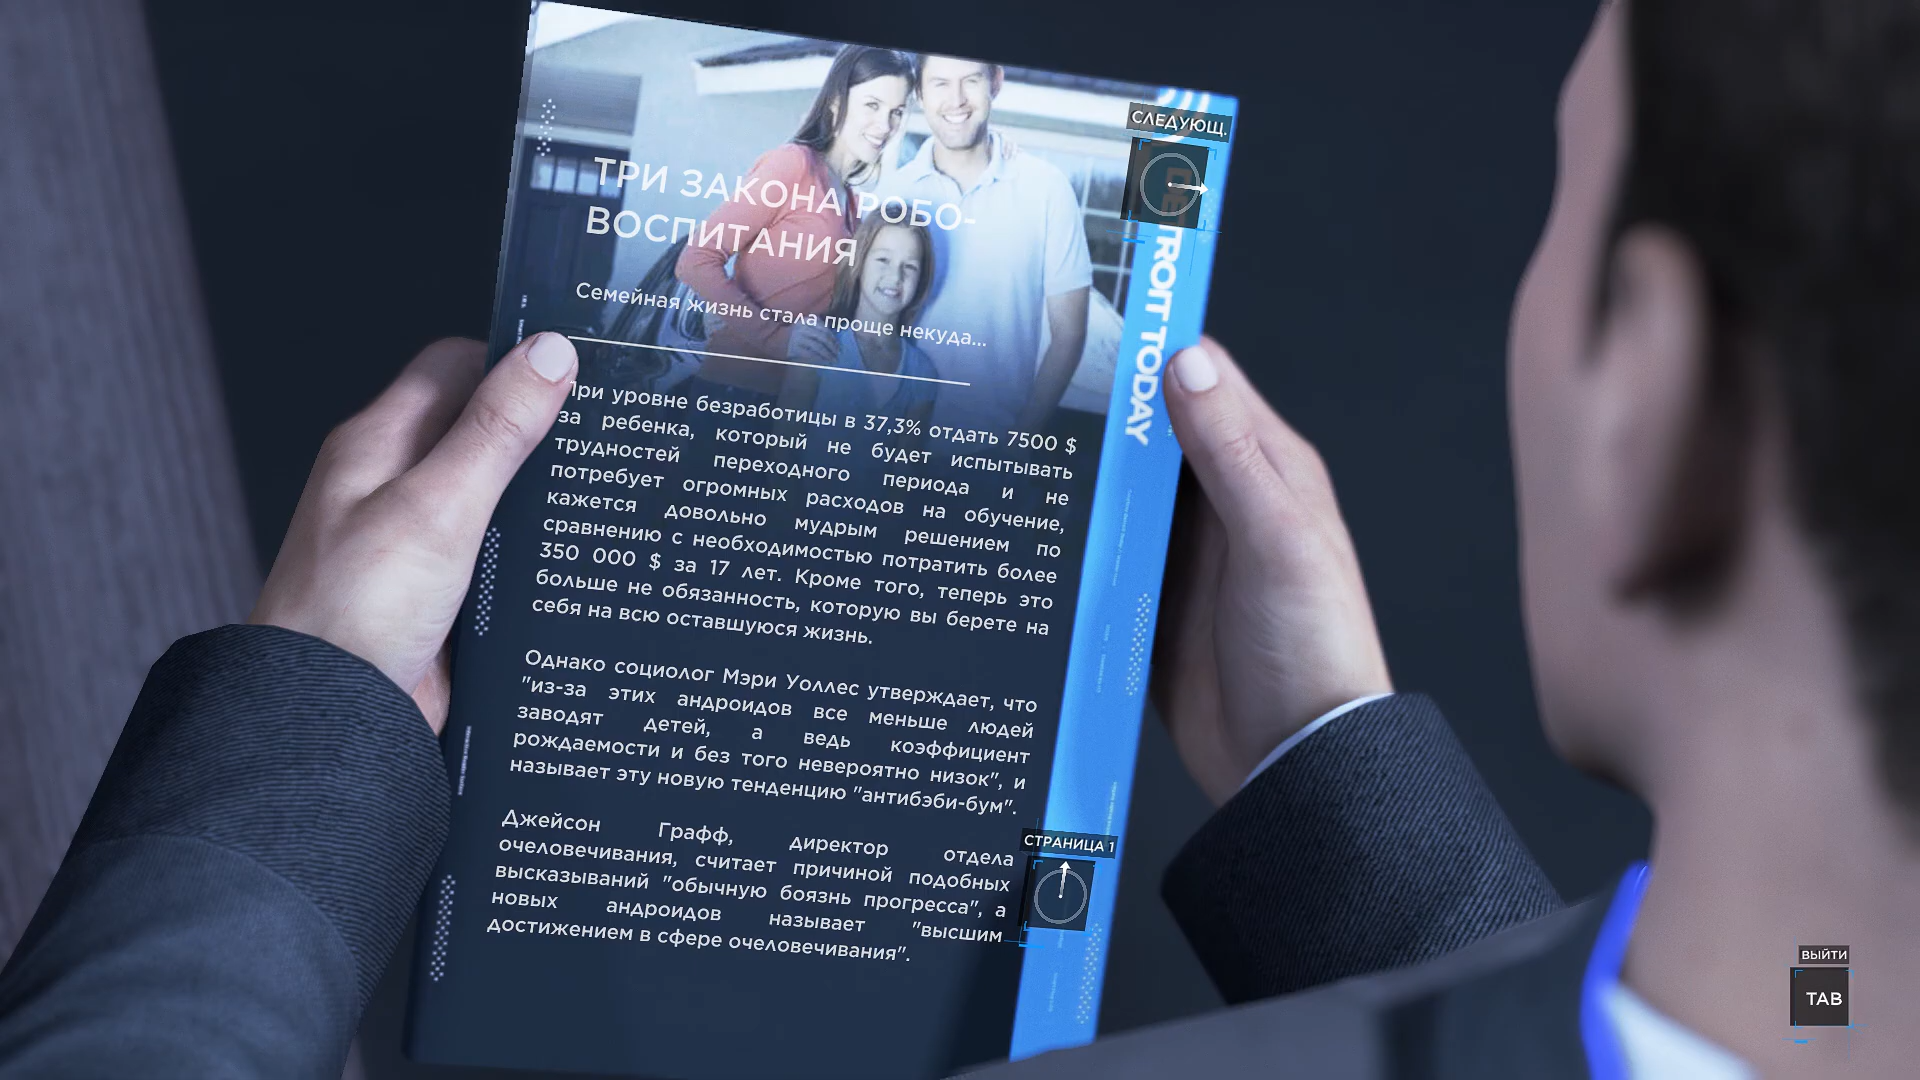 ТРИ ЗАКОНА РОБО-
ВОСПИТАНИЯ
Семейная жизнь стала проще некуда...
При уровне безработицы в 37,3% отдать 7500 $
за ребенка, который не будет испытывать
трудностей переходного периода и не
потребует огромных расходов на обучение,
кажется довольно мудрым решением по
сравнению с необходимостью потратить более
350 000 $ за 17 лет. Кроме того, теперь это
больше не обязанность, которую вы берете на
себя на всю оставшуюся жизнь.
Однако социолог Мэри Уоллес утверждает, что
"из-за этих андроидов все меньше людей
заводят детей, а ведь коэффициент
рождаемости и без того невероятно низок", и
называет эту новую тенденцию "антибэби-бум".
Джейсон Графф, директор отдела
очеловечивания, считает причиной подобных
высказываний "обычную боязнь прогресса", а
новых андроидов называет "высшим
достижением в сфере очеловечивания".
СЛЕДУЮЩ.
DETROIT TODAY
СТРАНИЦА 1
ВЫЙТИ
TAB